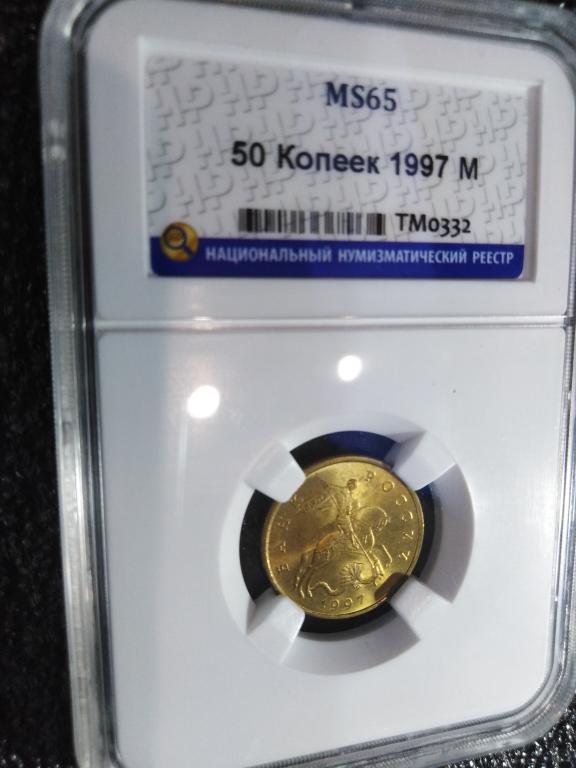 MS65
50 Копеек 1997 М
TM0332
НАЦИОНАЛЬНЫЙ НУМИЗМАТИЧЕСКИЙ РЕЕСТР
БАНК РОССИИ
1997